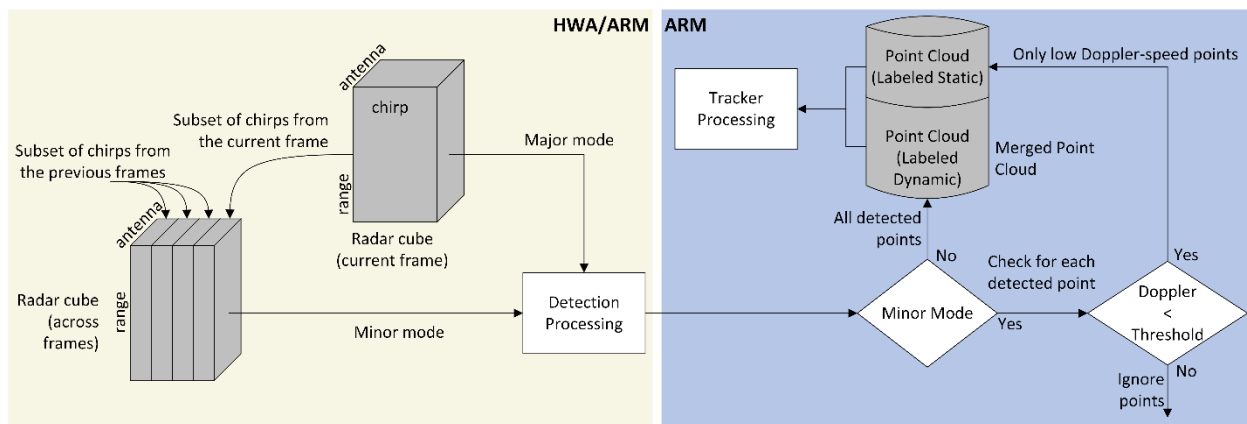 HWA/ARM
antenna
chirp
range
Subset of chirps from
the current frame
Major mode
Subset of chirps from
the previous frames
antenna
range
Radar cube
(current frame)
Radar cube
(across
frames)
Minor mode
Detection
Processing
ARM
Point Cloud
(Labeled Static)
Only low Doppler-speed points
Tracker
Processing
Point Cloud
(Labeled
Dynamic)
Merged Point
Cloud
All detected
points
No
Check for each
detected point
Yes
Minor Mode
Yes
Doppler
<
Threshold
No
Ignore
points